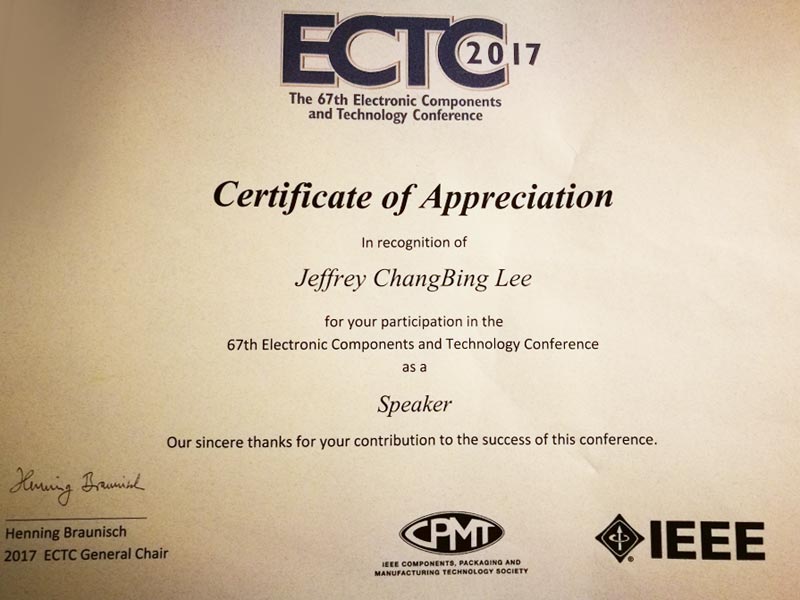 ECTC 2017
The 67th Electronic Components
and Technology Conference
Certificate of Appreciation
In recognition of
Jeffrey ChangBing Lee
for your participation in the
67th Electronic Components and Technology Conference
as a
Speaker
Our sincere thanks for your contribution to the success of this conference.
Henning Braunisch
Henning Braunisch
2017 ECTC General Chair
CPMT
IEEE COMPONENTS, PACKAGING AND
MANUFACTURING TECHNOLOGY SOCIETY
IEEE